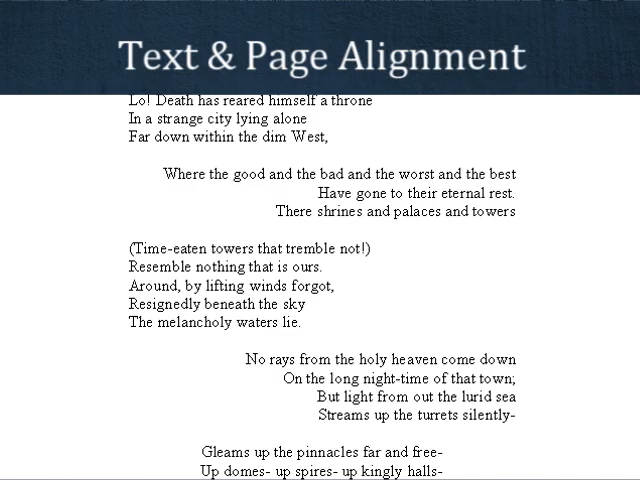 Text & Page Alignment
Lo! Death has reared himself a throne
In a strange city lying alone
Far down within the dim West,
Where the good and the bad and the worst and the best
Have gone to their eternal rest.
There shrines and palaces and towers
(Time-eaten towers that tremble not!)
Resemble nothing that is ours.
Around, by lifting winds forgot,
Resignedly beneath the sky
The melancholy waters lie.
No rays from the holy heaven come down
On the long night-time of that town;
But light from out the lurid sea
Streams up the turrets silently-
Gleams up the pinnacles far and free-
Up domes- up spires- up kingly halls-